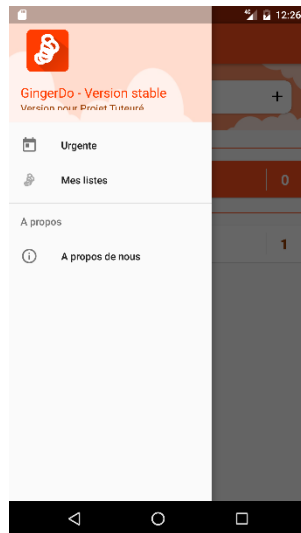 12:26
GingerDo - Version stable
Version pour Projet Tuteuré
+
Urgente
Mes listes
0
A propos
1
A propos de nous